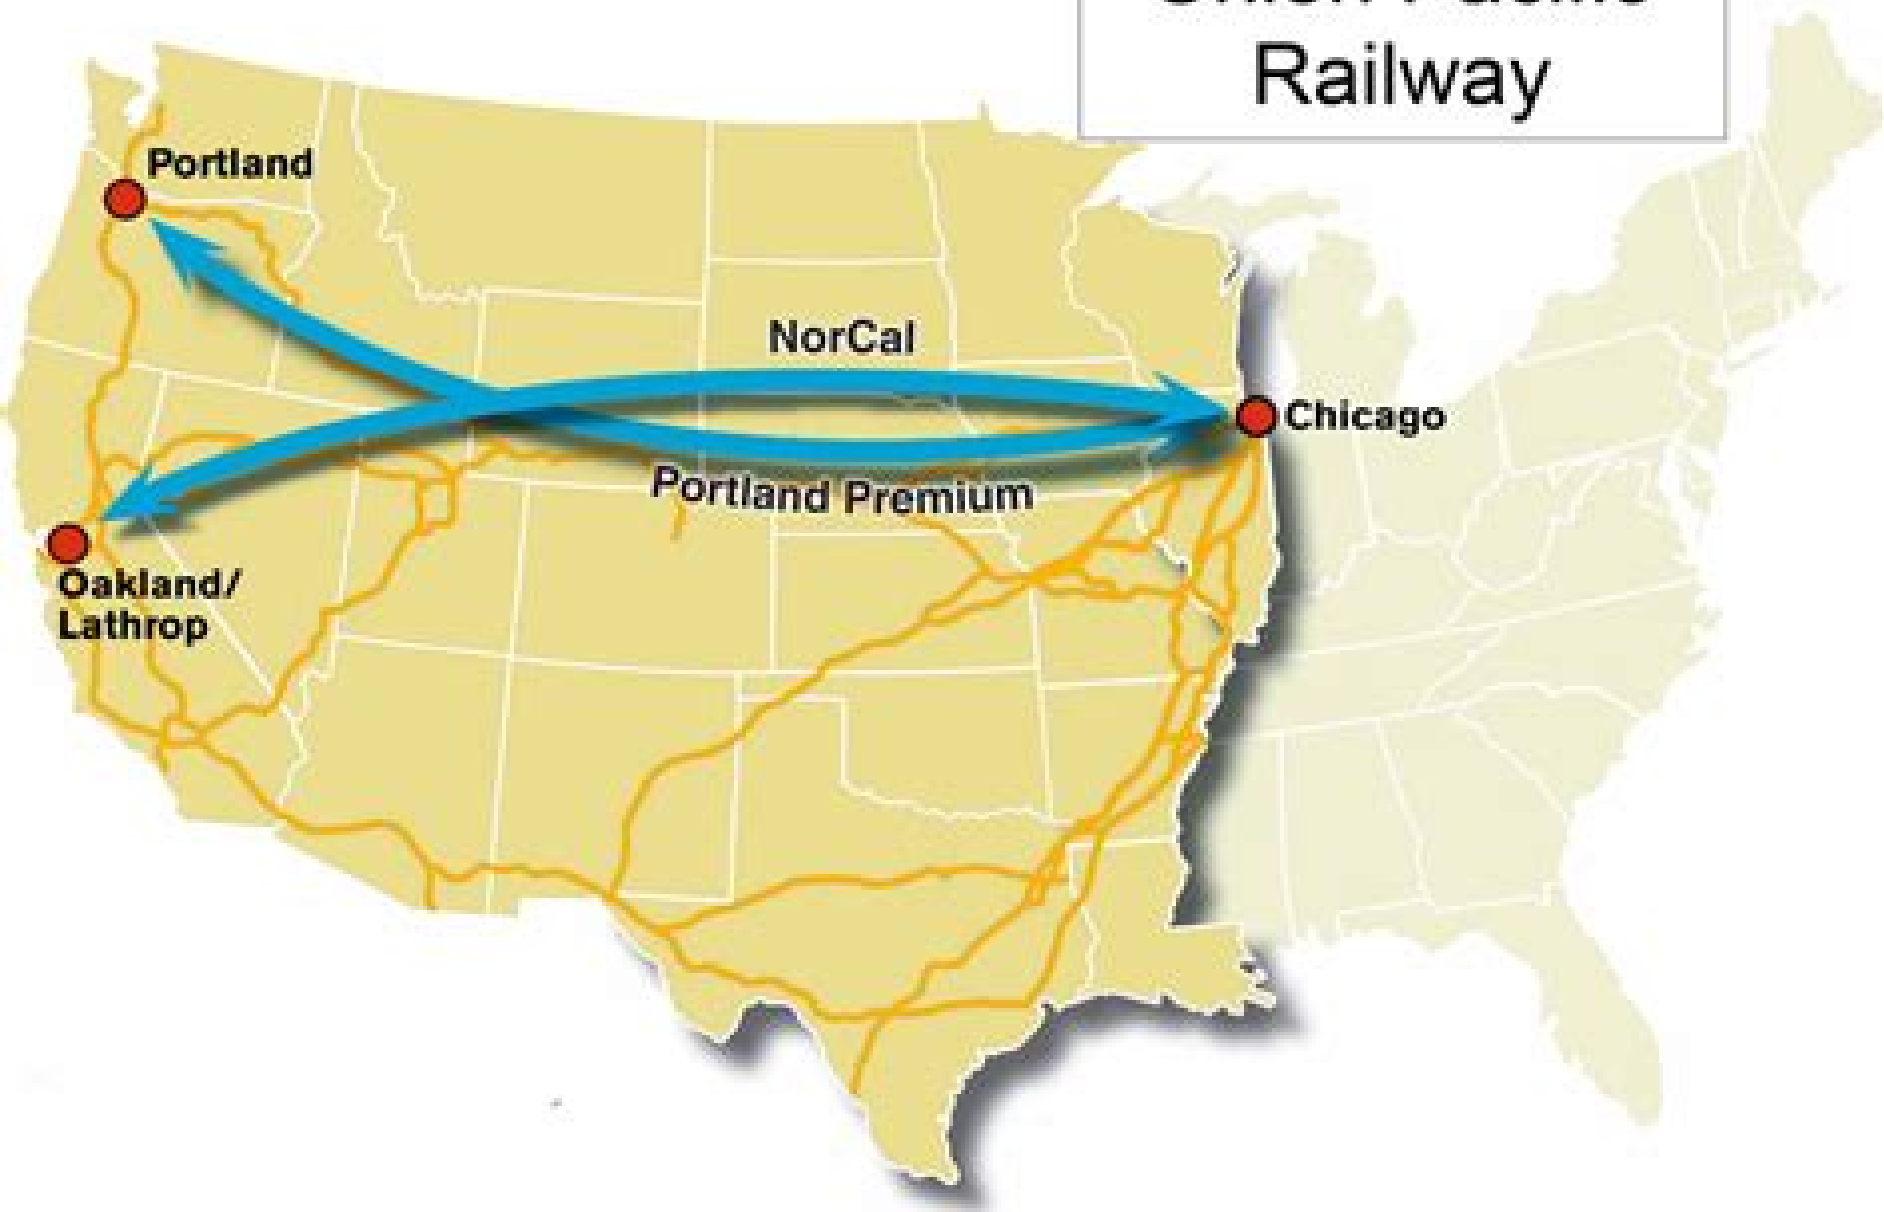 Railway
Portland
NorCal
Chicago
Portland Premium
Oakland/
Lathrop